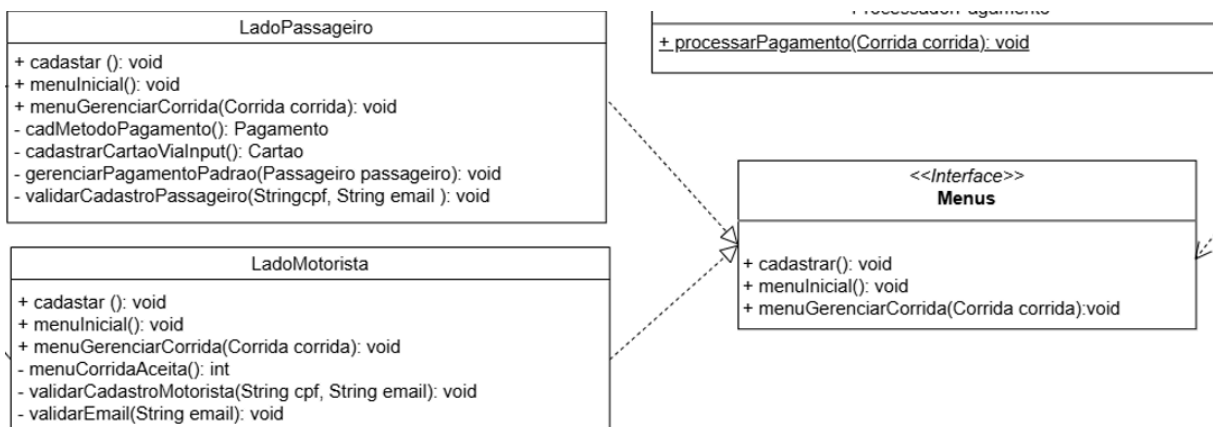 LadoPassageiro
+ cadastar (): void
+ menuInicial(): void
+ menuGerenciarCorrida(Corrida corrida): void
- cadMetodoPagamento(): Pagamento
- cadastrarCartaoViaInput(): Cartao
- gerenciarPagamentoPadrao(Passageiro passageiro): void
- validarCadastroPassageiro(Stringcpf, String email ): void
ProcessadorPagamento
+ processarPagamento(Corrida corrida): void
<<Interface>>
Menus
+ cadastrar(): void
+ menuInicial(): void
+ menuGerenciarCorrida(Corrida corrida):void
LadoMotorista
+ cadastar (): void
+ menuInicial(): void
+ menuGerenciarCorrida(Corrida corrida): void
- menuCorridaAceita(): int
- validarCadastroMotorista(String cpf, String email): void
- validarEmail(String email): void